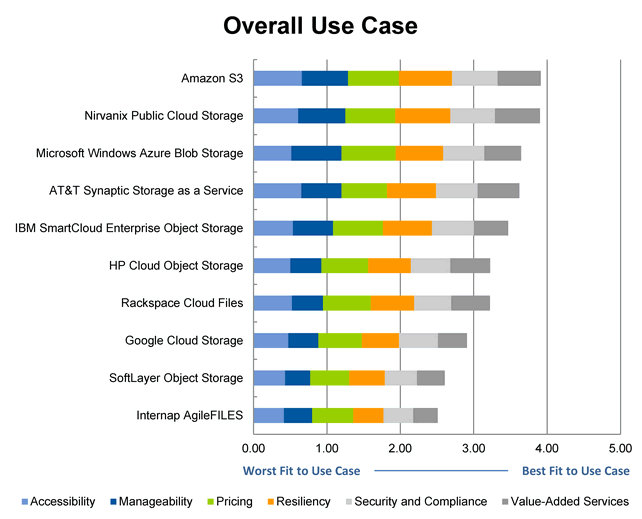 Overall Use Case
Amazon S3
Nirvanix Public Cloud Storage
Microsoft Windows Azure Blob Storage
AT&T Synaptic Storage as a Service
IBM SmartCloud Enterprise Object Storage
HP Cloud Object Storage
Rackspace Cloud Files
Google Cloud Storage
SoftLayer Object Storage
Internap AgileFILES
0.00 1.00 2.00 3.00 4.00 5.00
Worst Fit to Use Case Best Fit to Use Case
Accessibility Manageability Pricing Resiliency Security and Compliance Value-Added Services